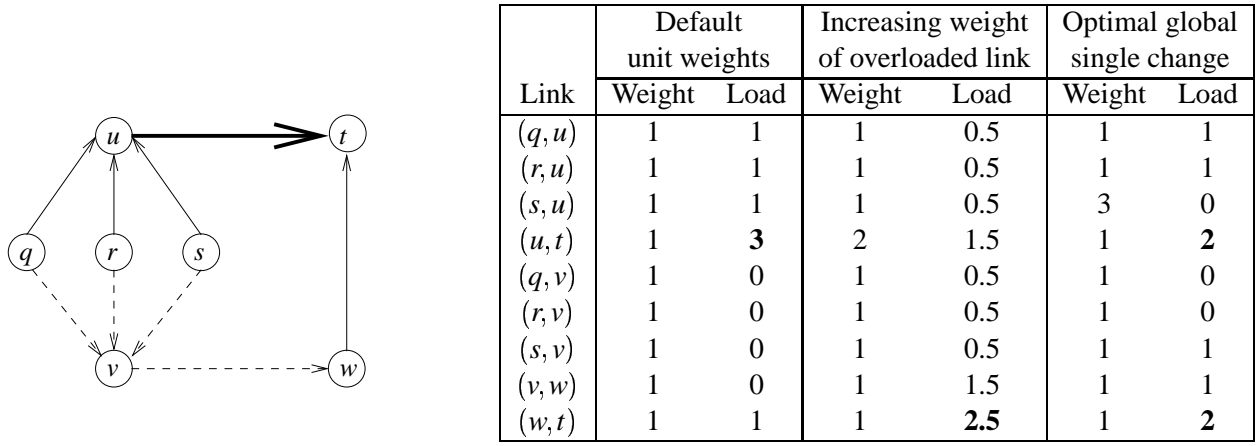 u
t
q
r
s
v
w
Default Increasing weight Optimal global
unit weights of overloaded link single change
Link Weight Load Weight Load Weight Load
(q,u) 1 1 1 0.5 1 1
(r,u) 1 1 1 0.5 1 1
(s,u) 1 1 1 0.5 3 0
(u,t) 1 3 2 1.5 1 2
(q,v) 1 0 1 0.5 1 0
(r,v) 1 0 1 0.5 1 0
(s,v) 1 0 1 0.5 1 1
(v,w) 1 0 1 1.5 1 1
(w,t) 1 1 1 2.5 1 2